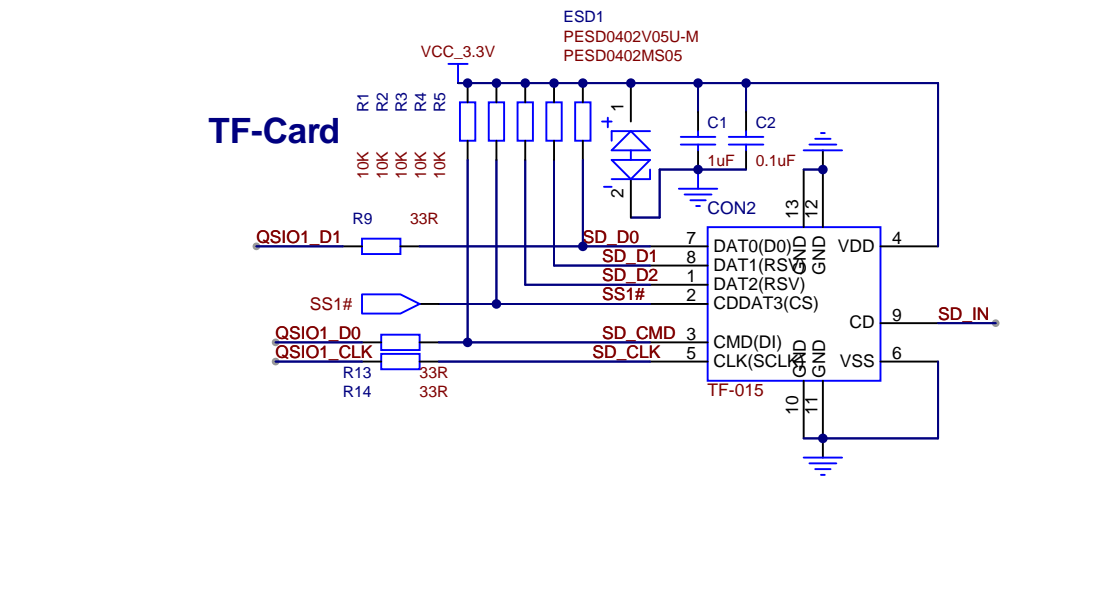 ESD1
PESD0402V05U-M
PESD0402MS05
VCC_3.3V
TF-Card
R1
R2
R3
R4
R5
10K
10K
10K
10K
10K
1
+
2
-
C1
1uF
C2
0.1uF
CON2
13
12
R9
33R
QSIO1_D1
SD_D0
7
DAT0(D0)
GND
GND
VDD
4
SD_D1
8
DAT1(RSV)
SD_D2
1
DAT2(RSV)
SS1#
SS1#
2
CDDAT3(CS)
CD
9
SD_IN
QSIO1_D0
SD_CMD
3
CMD(DI)
QSIO1_CLK
SD_CLK
5
CLK(SCLK)
GND
GND
VSS
6
R13
33R
R14
33R
TF-015
10
11